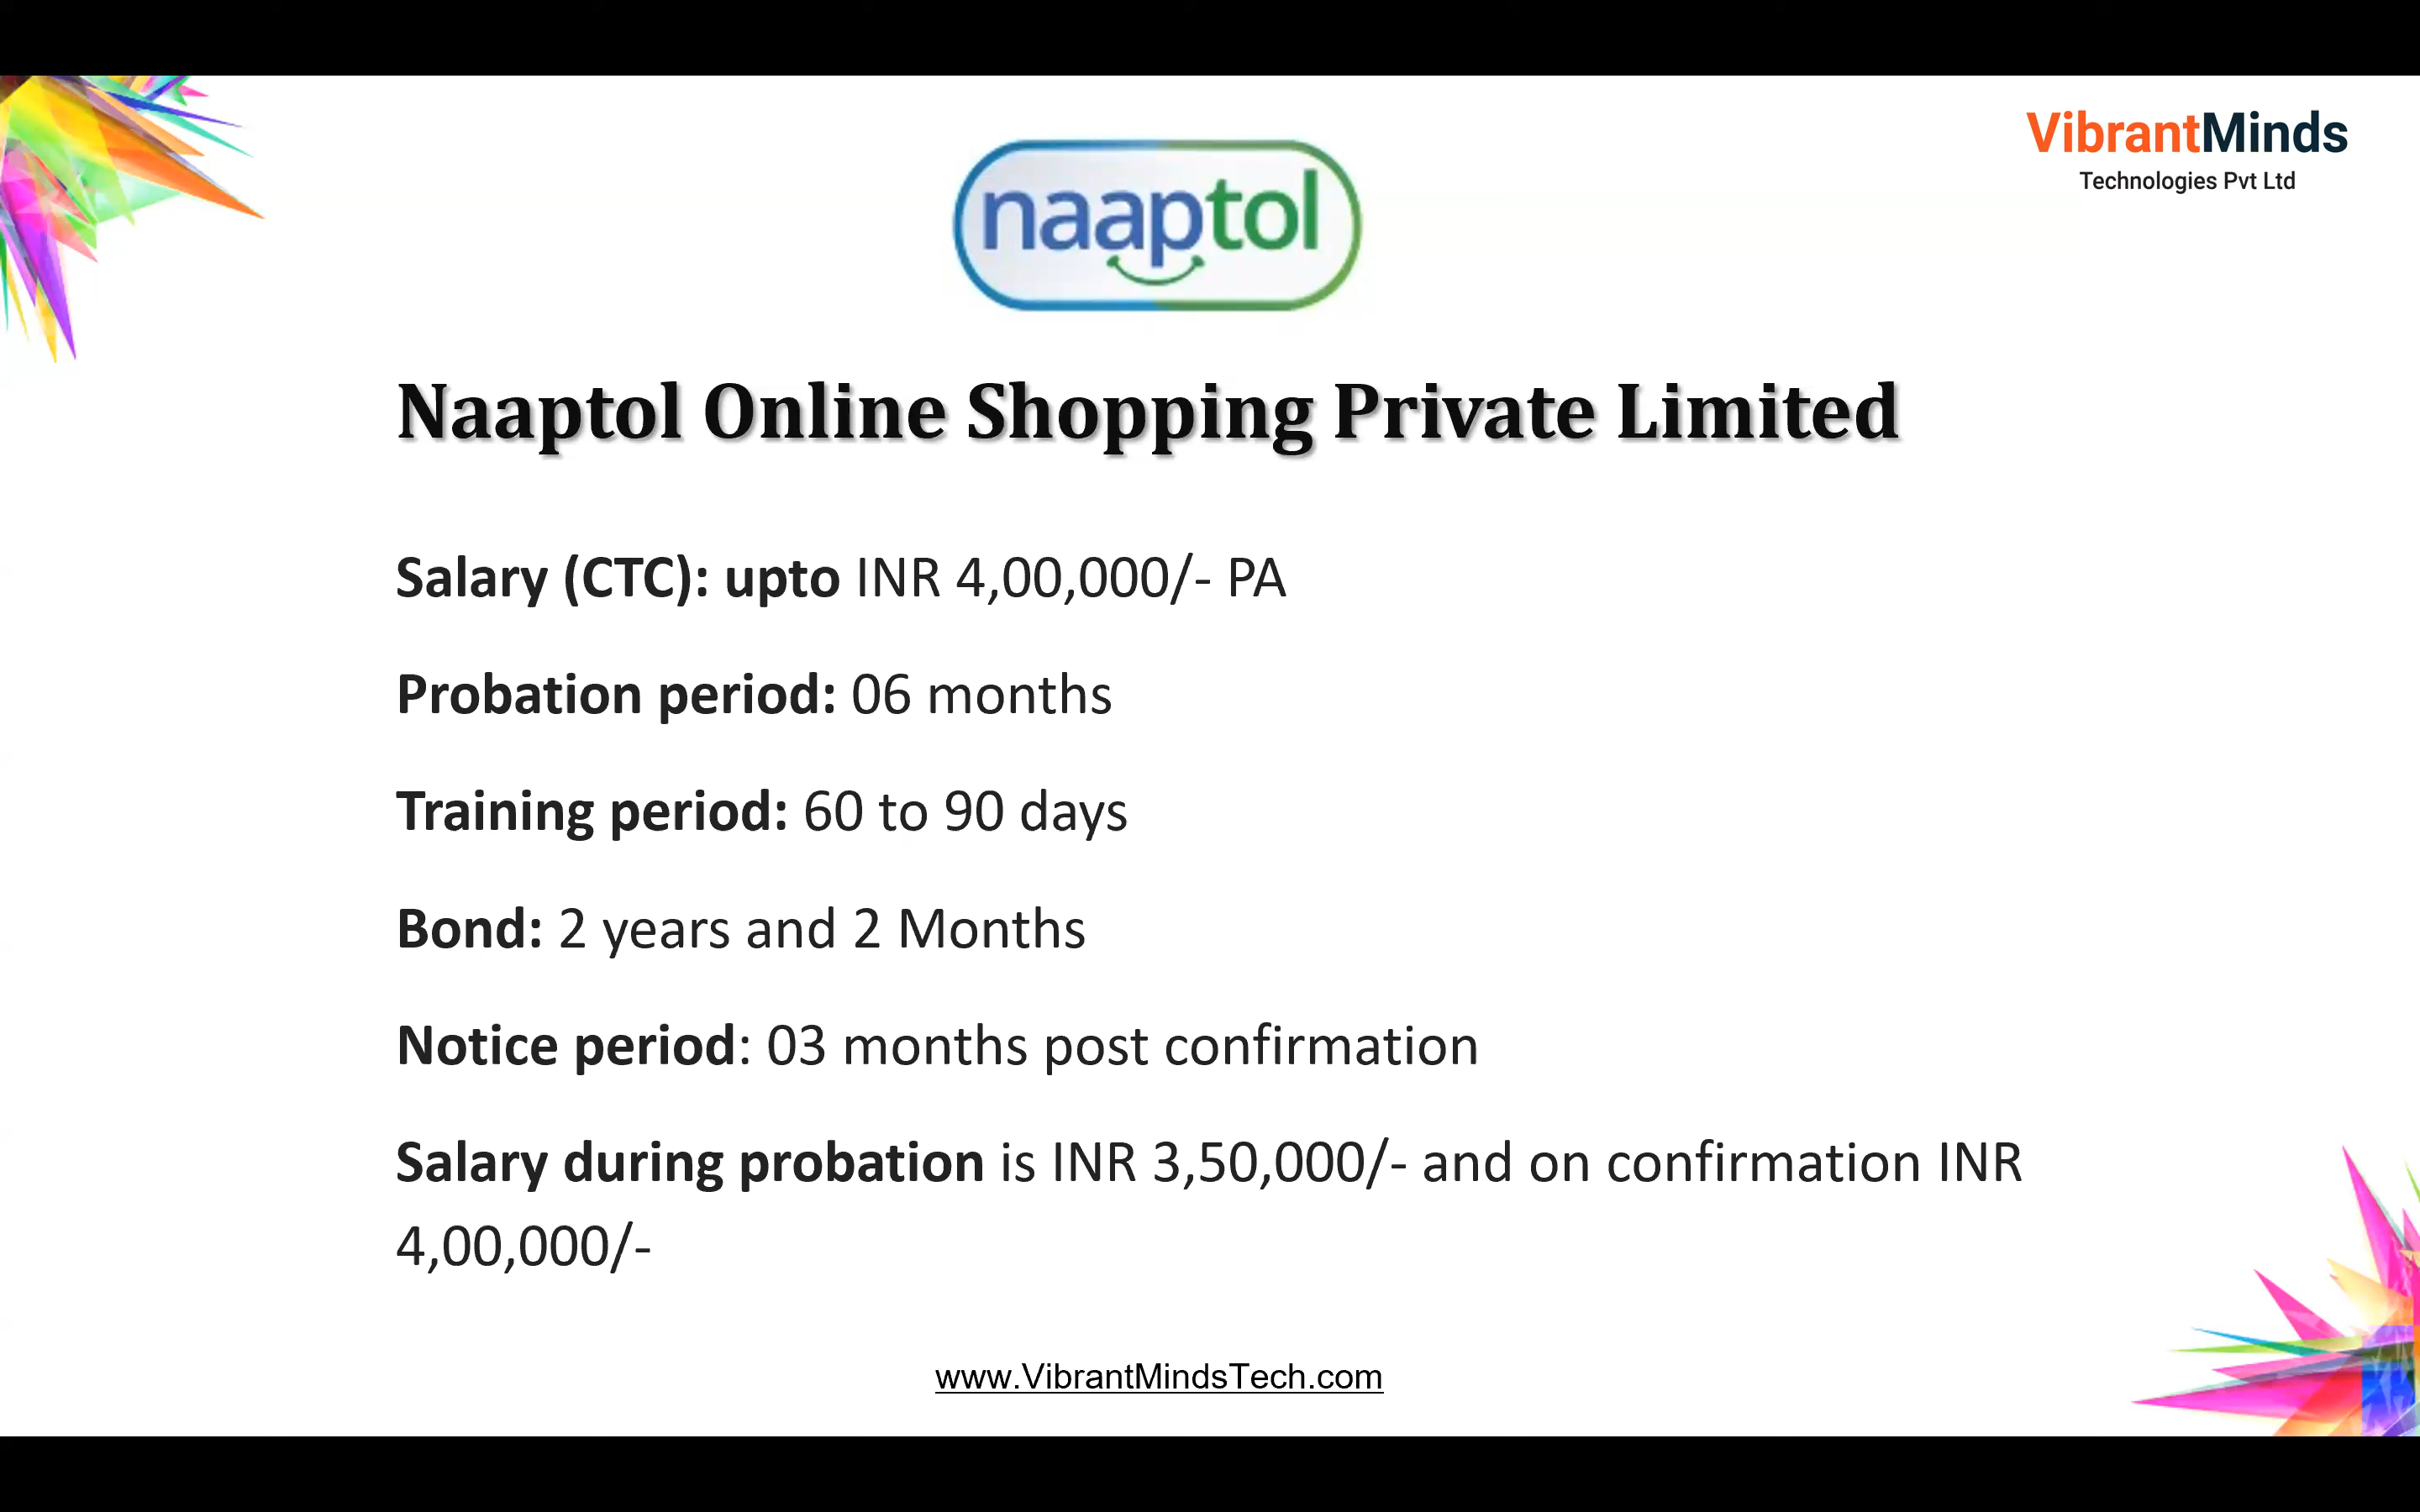 VibrantMinds
Technologies Pvt Ltd
naaptol
Naaptol Online Shopping Private Limited
Salary (CTC): upto INR 4,00,000/- PA
Probation period: 06 months
Training period: 60 to 90 days
Bond: 2 years and 2 Months
Notice period: 03 months post confirmation
Salary during probation is INR 3,50,000/- and on confirmation INR
4,00,000/-
www.VibrantMindsTech.com